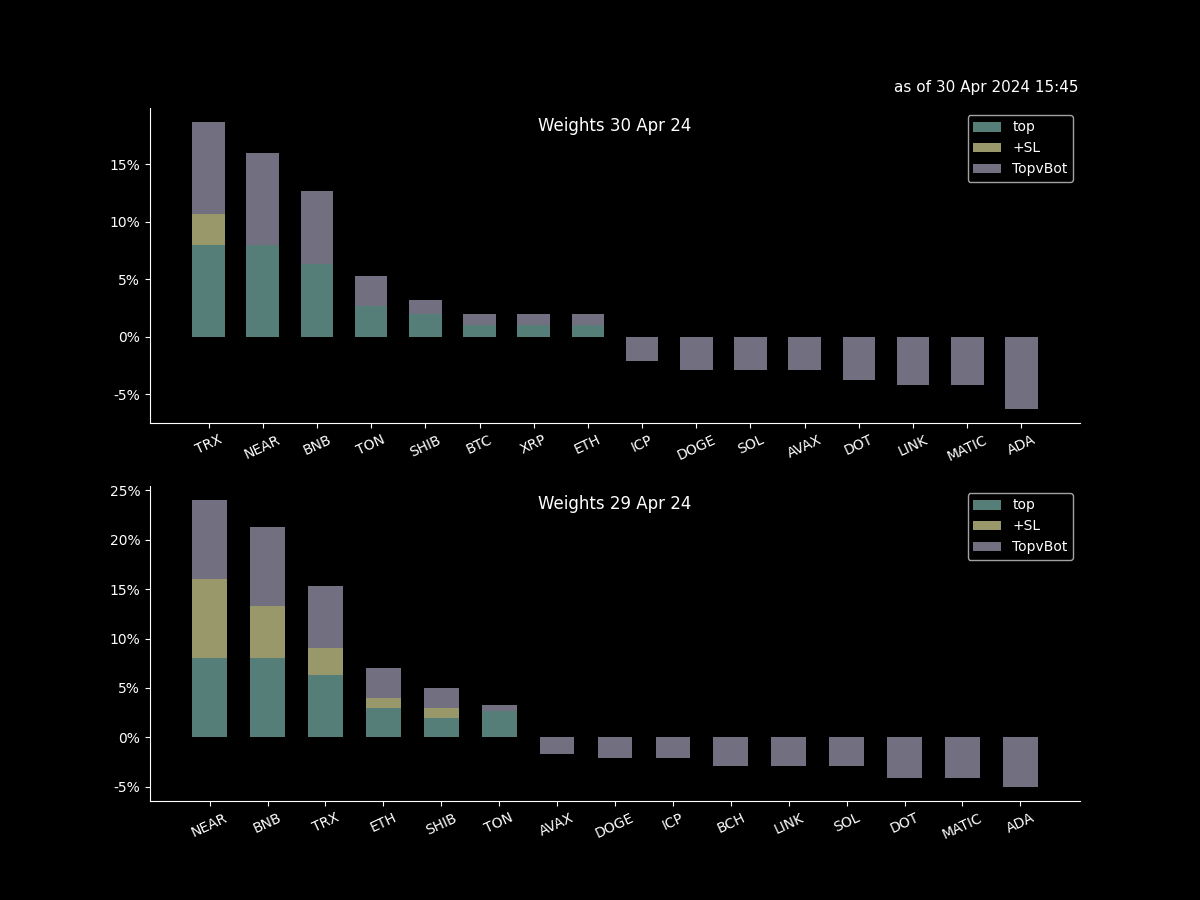 as of 30 Apr 2024 15:45
Weights 30 Apr 24
top
+SL
TopvBot
15%
10%
5%
0%
-5%
TRX NEAR BNB TON SHIB BTC XRP ETH ICP DOGE SOL AVAX DOT LINK MATIC ADA
Weights 29 Apr 24
top
+SL
TopvBot
25%
20%
15%
10%
5%
0%
-5%
NEAR BNB TRX ETH SHIB TON AVAX DOGE ICP BCH LINK SOL DOT MATIC ADA